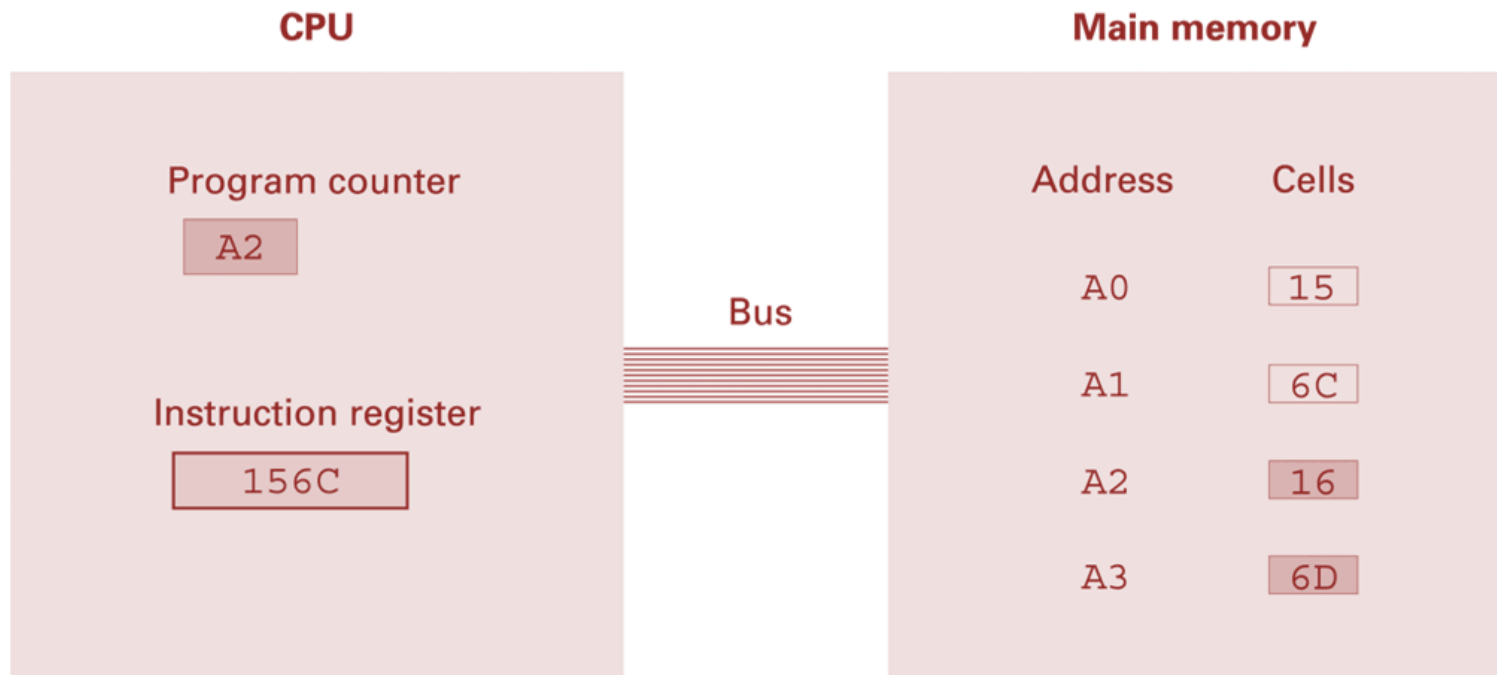 CPU
Main memory
Program counter
A2
Instruction register
156C
Bus
Address Cells
A0 15
A1 6C
A2 16
A3 6D